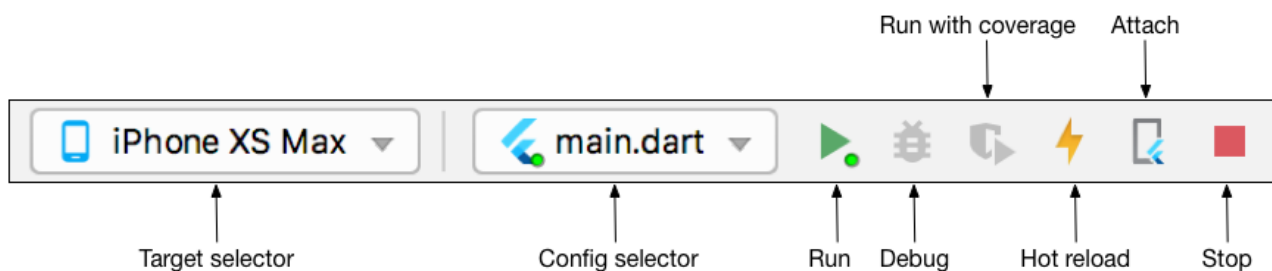 Run with coverage Attach
iPhone XS Max main.dart
Target selector Config selector Run Debug Hot reload Stop